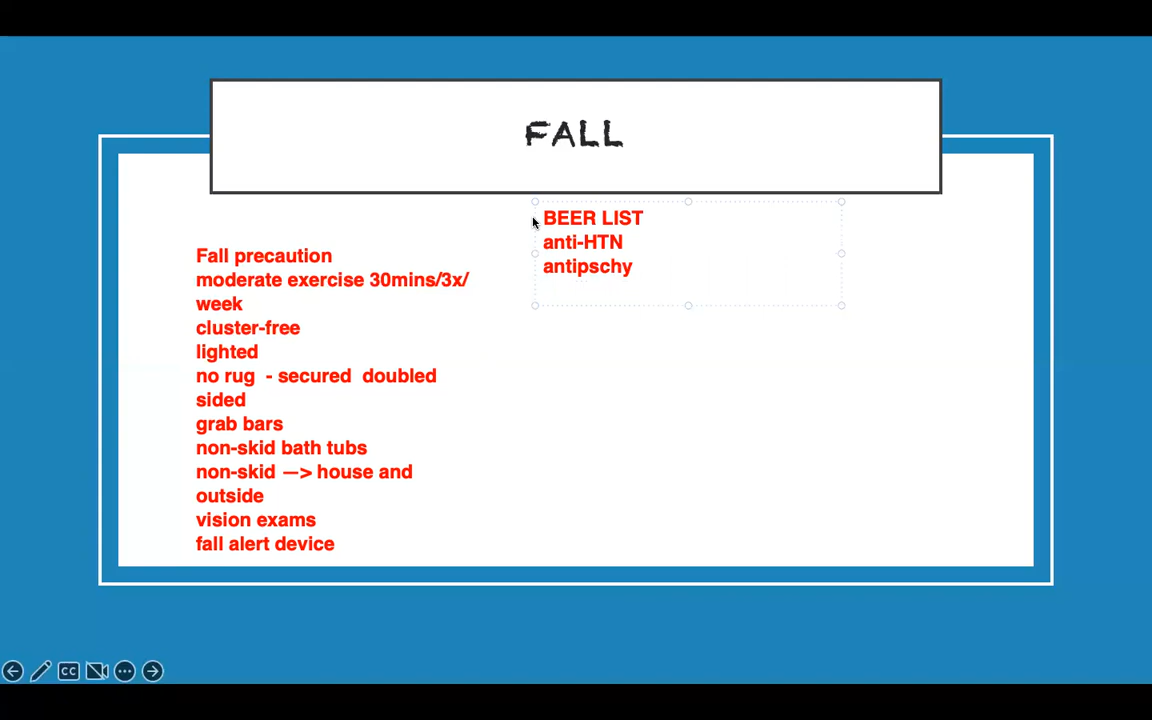 FALL
Fall precaution
moderate exercise 30mins/3x/
week
cluster-free
lighted
no rug  - secured  doubled
sided
grab bars
non-skid bath tubs
non-skid —> house and
outside
vision exams
fall alert device
BEER LIST
anti-HTN
antipschy
CC